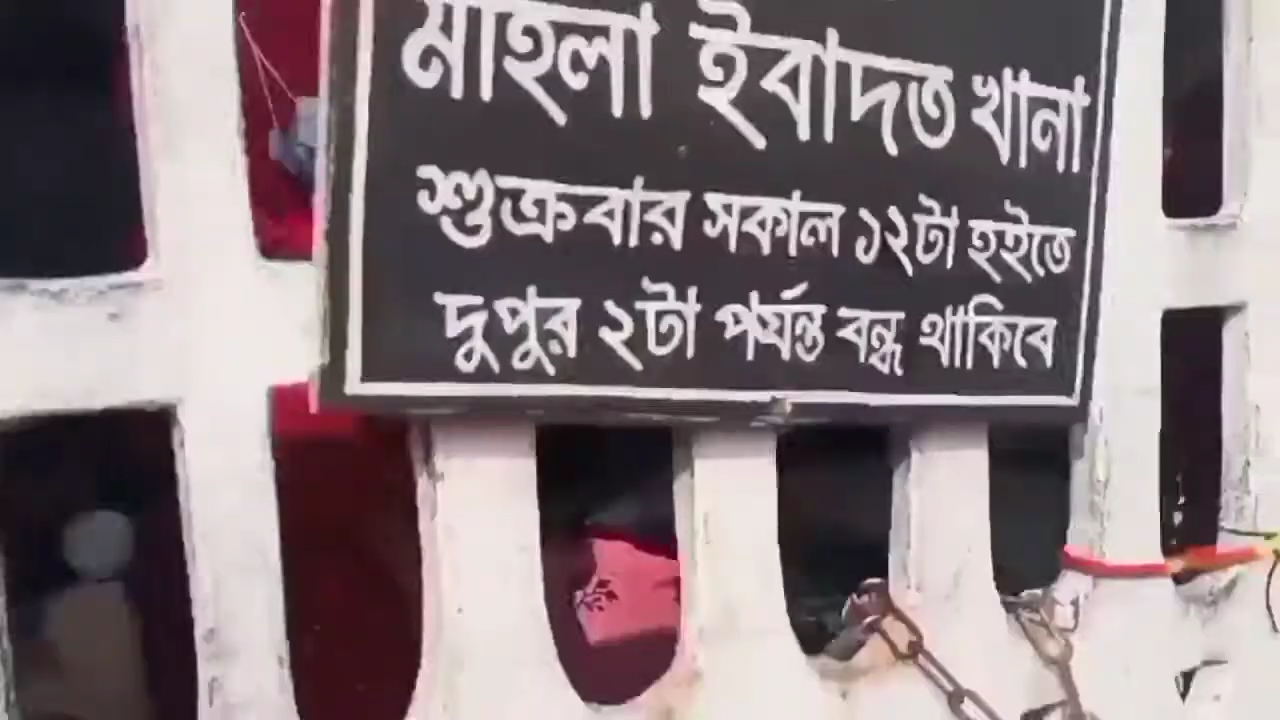 মহিলা ইবাদত খানা
শুক্রবার সকাল ১২টা হইতে
দুপুর ২টা পর্যন্ত বন্ধ থাকিবে